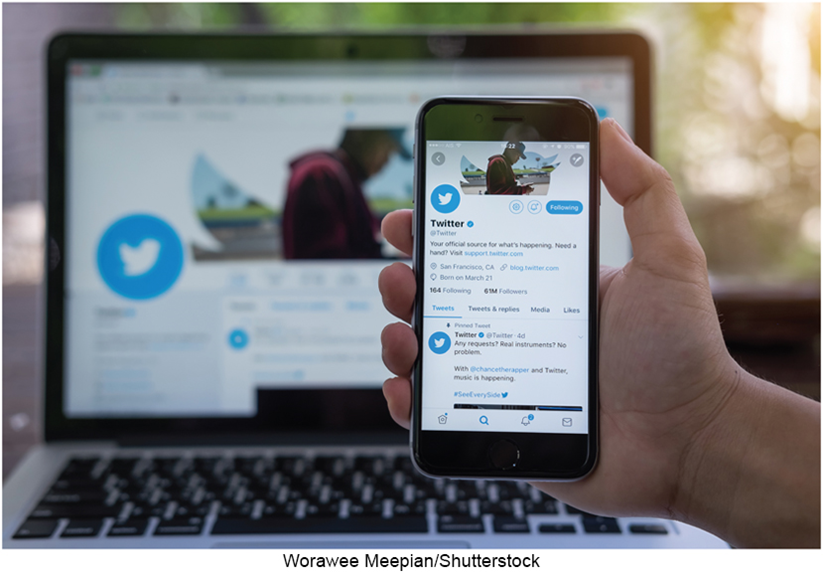 22
Following
Twitter
@Twitter
Your official source for what's happening. Need a
hand? Visit support.twitter.com
San Francisco, CA blog.twitter.com
Born on March 21
164 Following 61M Followers
Tweets Tweets & replies Media Likes
Pinned Tweet
Twitter @Twitter · 4d
Any requests? Real instruments? No
problem.
With @chancetherapper and Twitter,
music is happening.
#SeeEverySide
Worawee Meepian/Shutterstock